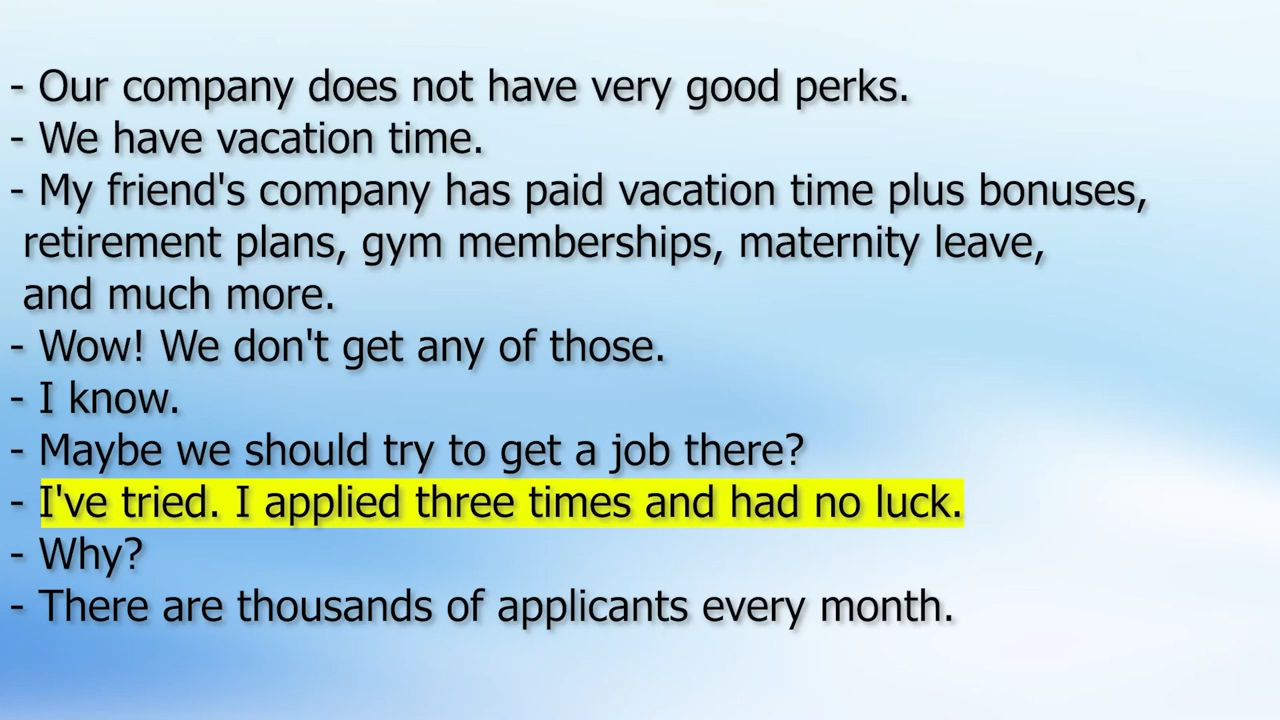 - Our company does not have very good perks.
- We have vacation time.
- My friend's company has paid vacation time plus bonuses,
retirement plans, gym memberships, maternity leave,
and much more.
- Wow! We don't get any of those.
- I know.
- Maybe we should try to get a job there?
- I've tried. I applied three times and had no luck.
- Why?
- There are thousands of applicants every month.